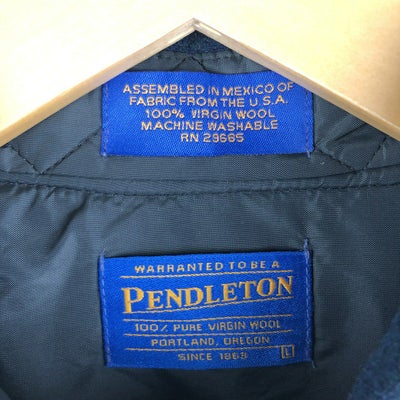 ASSEMBLED IN MEXICO OF
FABRIC FROM THE U.S.A.
100% VIRGIN WOOL
MACHINE WASHABLE
RN 29685
WARRANTED TO BE A
PENDLETON
100% PURE VIRGIN WOOL
PORTLAND, OREGON
SINCE 1863
L